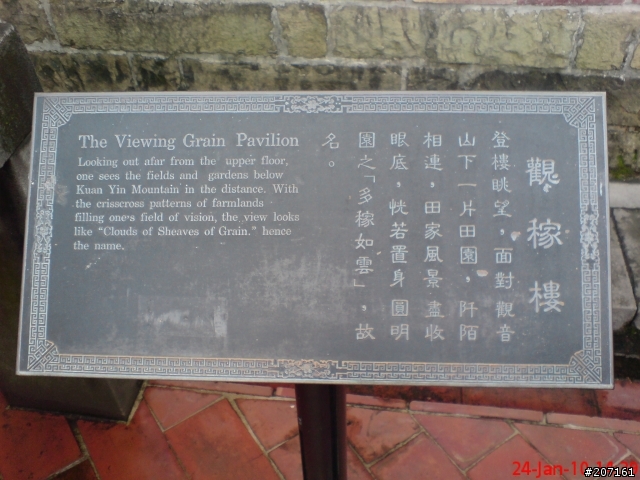 The Viewing Grain Pavilion
Looking out afar from the upper floor,
one sees the fields and gardens below
Kuan Yin Mountain in the distance. With
the crisscross patterns of farmlands
filling one's field of vision, the view looks
like "Clouds of Sheaves of Grain." hence
the name.
觀稼樓
登樓眺望，面對觀音
山下一片田園，阡陌
相連，田家風景盡收
眼底，恍若置身圓明
園之「多稼如雲」，故
名。
24-Jan-10
#207161